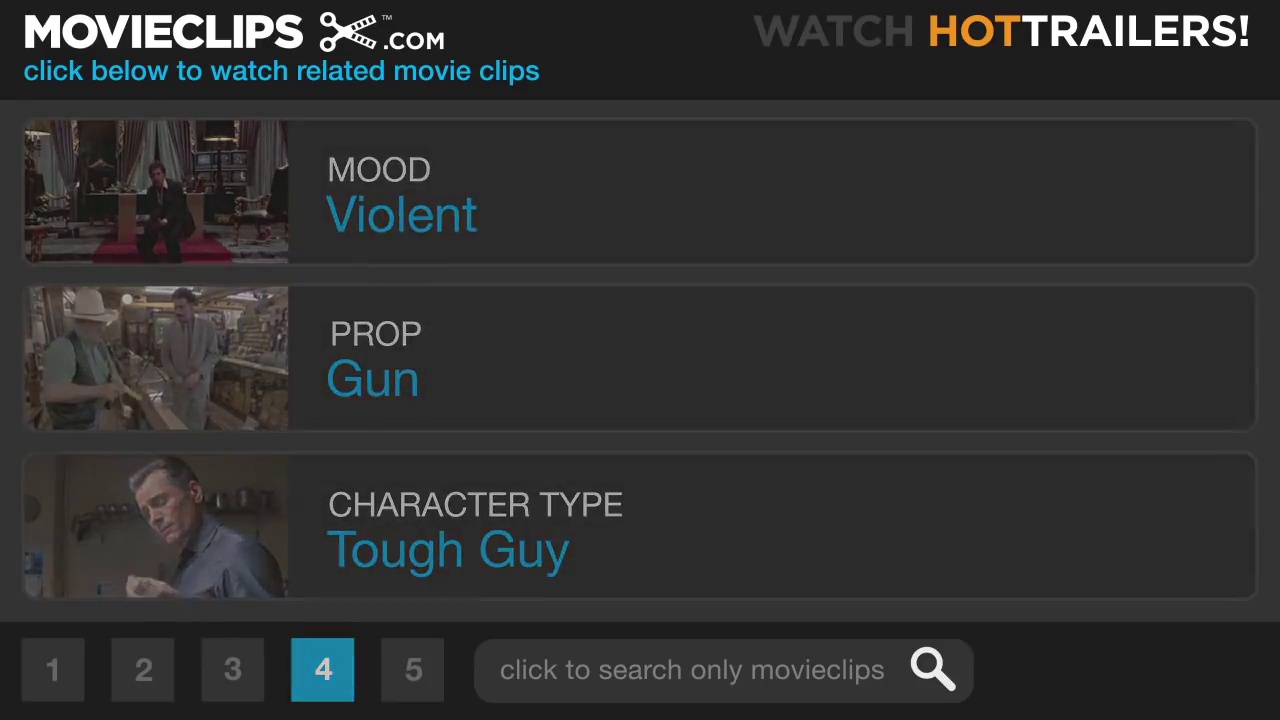 MOVIECLIPS ™ .COM
WATCH HOTTRAILERS!
click below to watch related movie clips
MOOD
Violent
PROP
Gun
CHARACTER TYPE
Tough Guy
1 2 3 4 5 click to search only movieclips